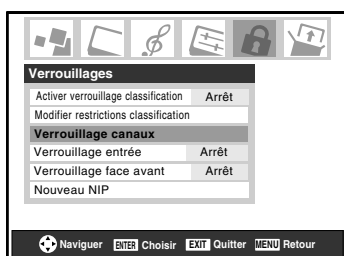 Verrouillages
Activer verrouillage classification Arrêt
Modifier restrictions classification
Verrouillage canaux
Verrouillage entrée Arrêt
Verrouillage face avant Arrêt
Nouveau NIP
Naviguer ENTER Choisir EXIT Quitter MENU Retour